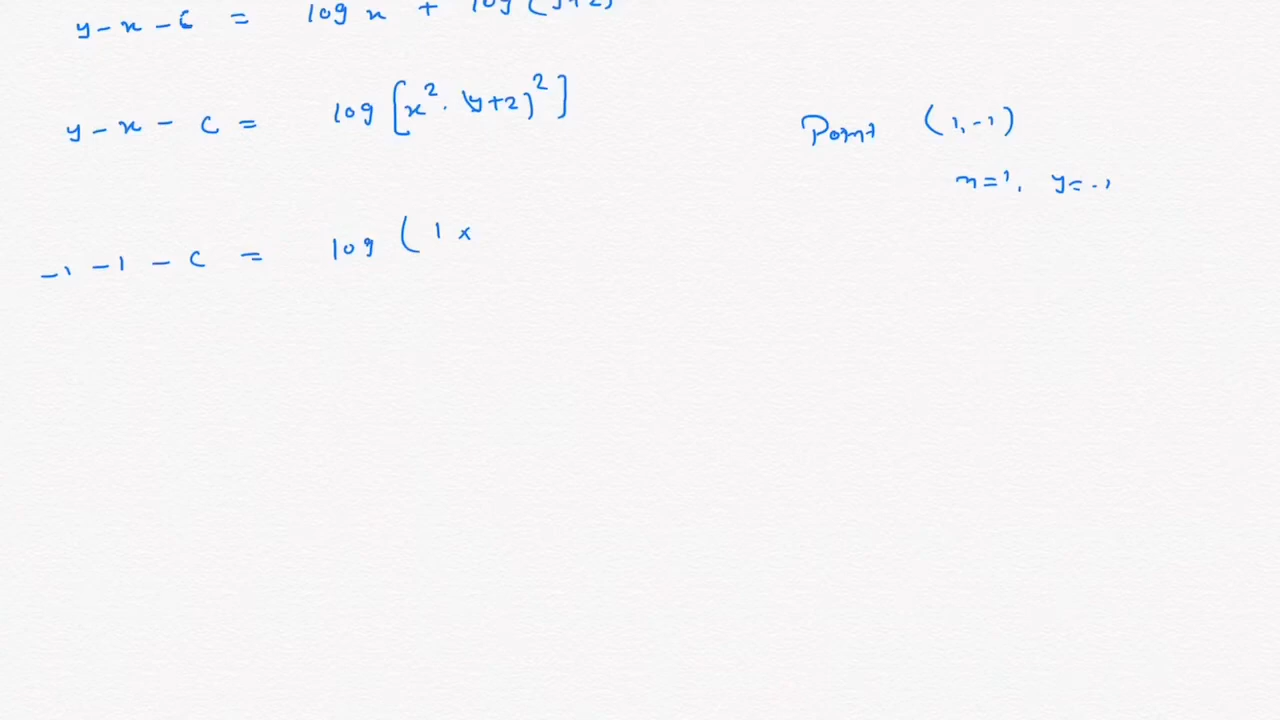 y - x - c = log x + log (y+2)
y - x - c = log [x². (y+2)²]
Point (1, -1)
x = 1, y = -1
-1 - 1 - c = log ( 1 x